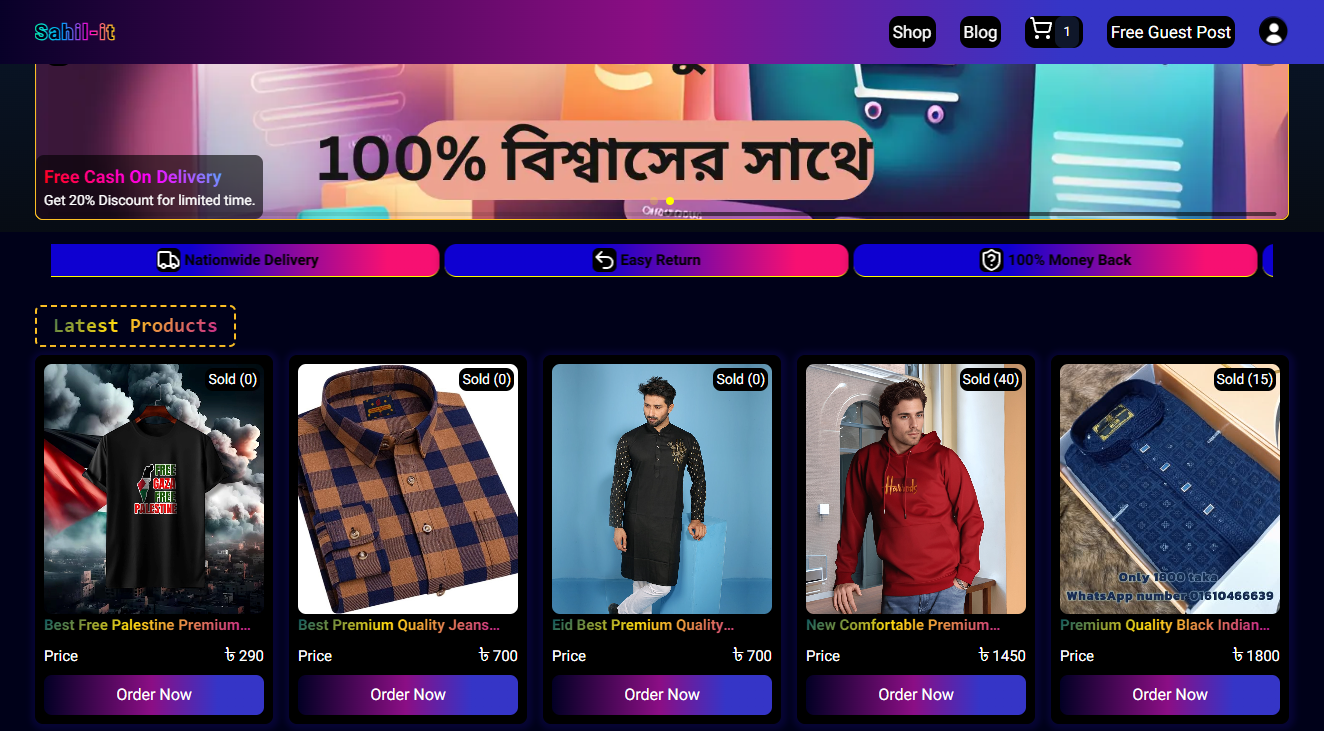 Sahil-it
Shop
Blog
1
Free Guest Post
100% বিশ্বাসের সাথে
Free Cash On Delivery
Get 20% Discount for limited time.
Nationwide Delivery
Easy Return
100% Money Back
Latest Products
Sold (0)
Sold (0)
Sold (0)
Sold (40)
Sold (15)
FREE
GAZA
FREE
PALESTINE
Only 1800 taka
WhatsApp number 01610466639
Best Free Palestine Premium...
Best Premium Quality Jeans...
Eid Best Premium Quality...
New Comfortable Premium...
Premium Quality Black Indian...
Price ৳ 290
Price ৳ 700
Price ৳ 700
Price ৳ 1450
Price ৳ 1800
Order Now
Order Now
Order Now
Order Now
Order Now